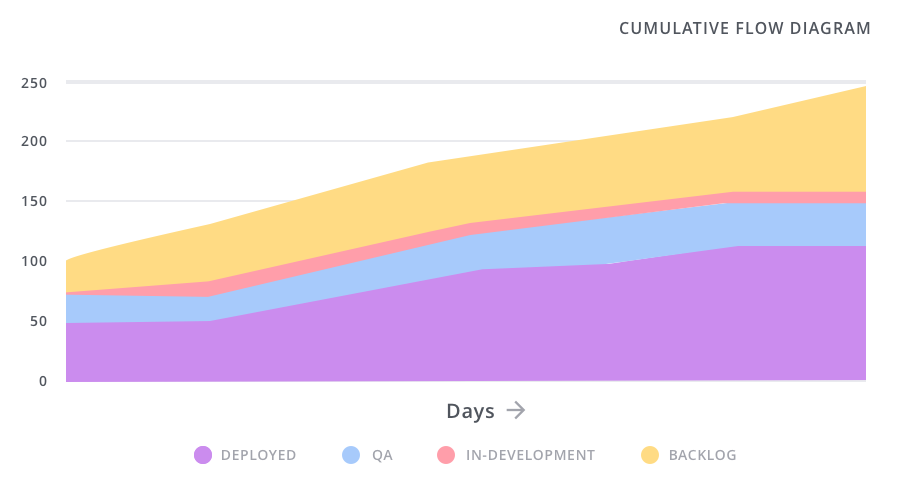 CUMULATIVE FLOW DIAGRAM
250
200
150
100
50
0
Days →
DEPLOYED QA IN-DEVELOPMENT BACKLOG